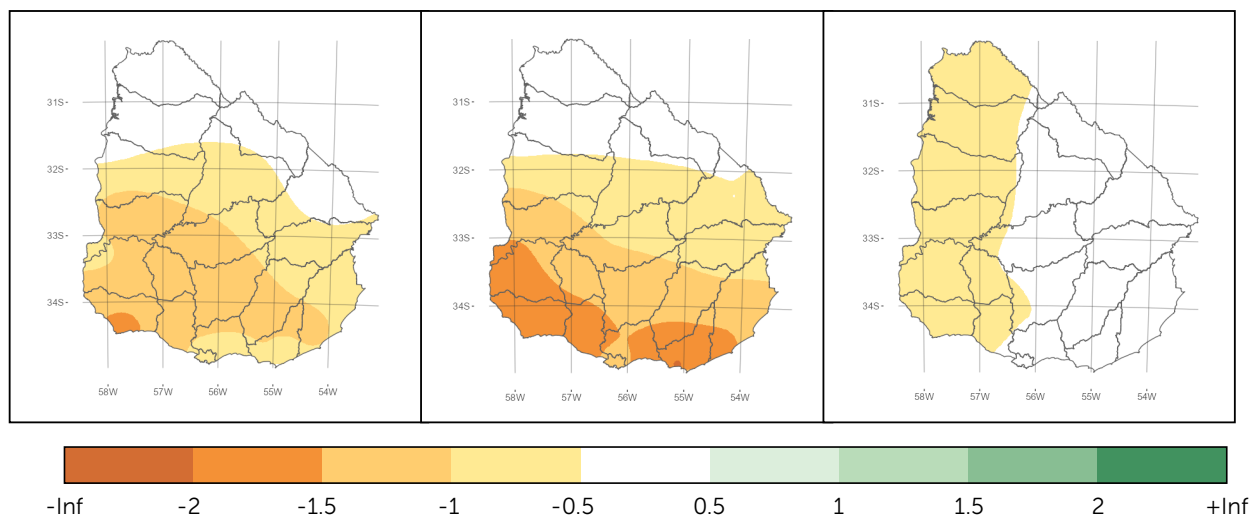 31S- 31S- 31S-
32S- 32S- 32S-
33S- 33S- 33S-
34S- 34S- 34S-
58W 57W 56W 55W 54W 58W 57W 56W 55W 54W 58W 57W 56W 55W 54W
-Inf -2 -1.5 -1 -0.5 0.5 1 1.5 2 +Inf